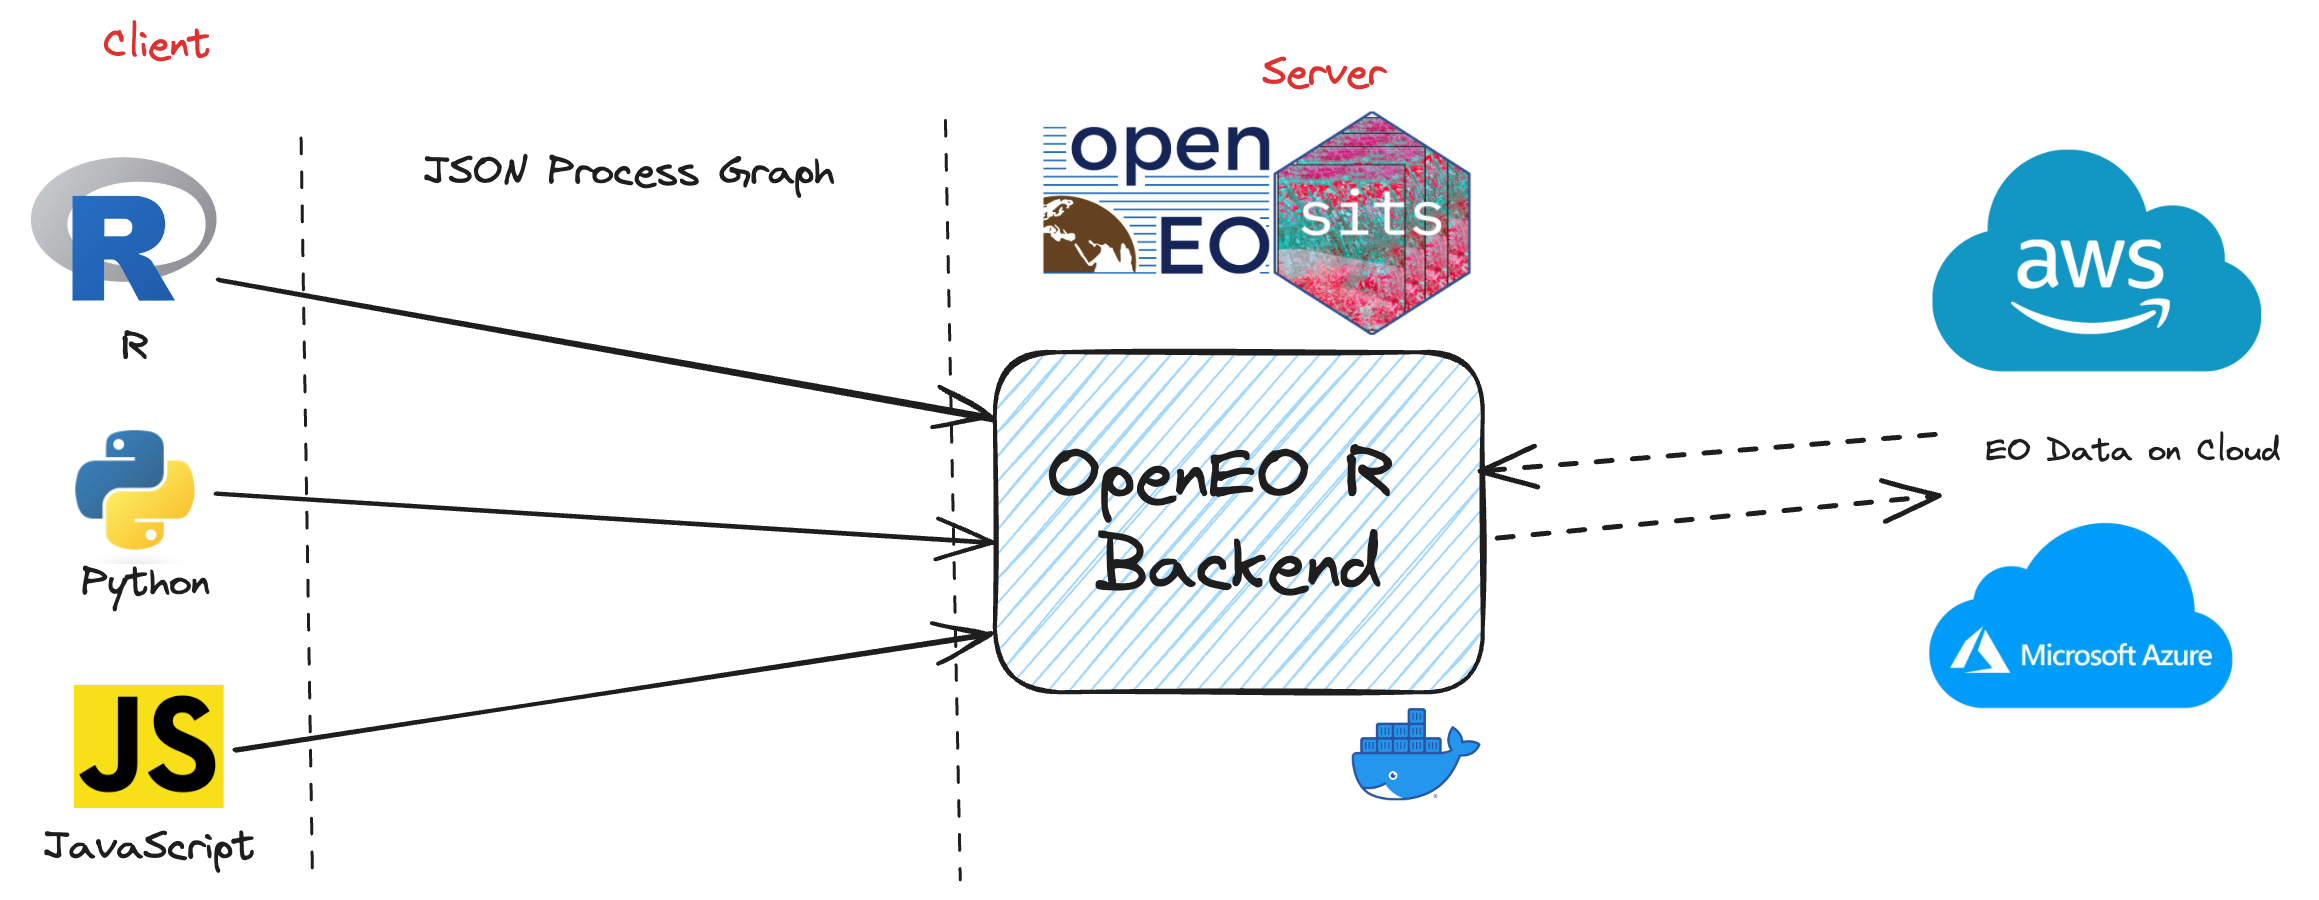 Client
Server
JSON Process Graph
open
EO
sits
aws
R
R
OpenEO R
Backend
EO Data on Cloud
Python
Microsoft Azure
JS
JavaScript